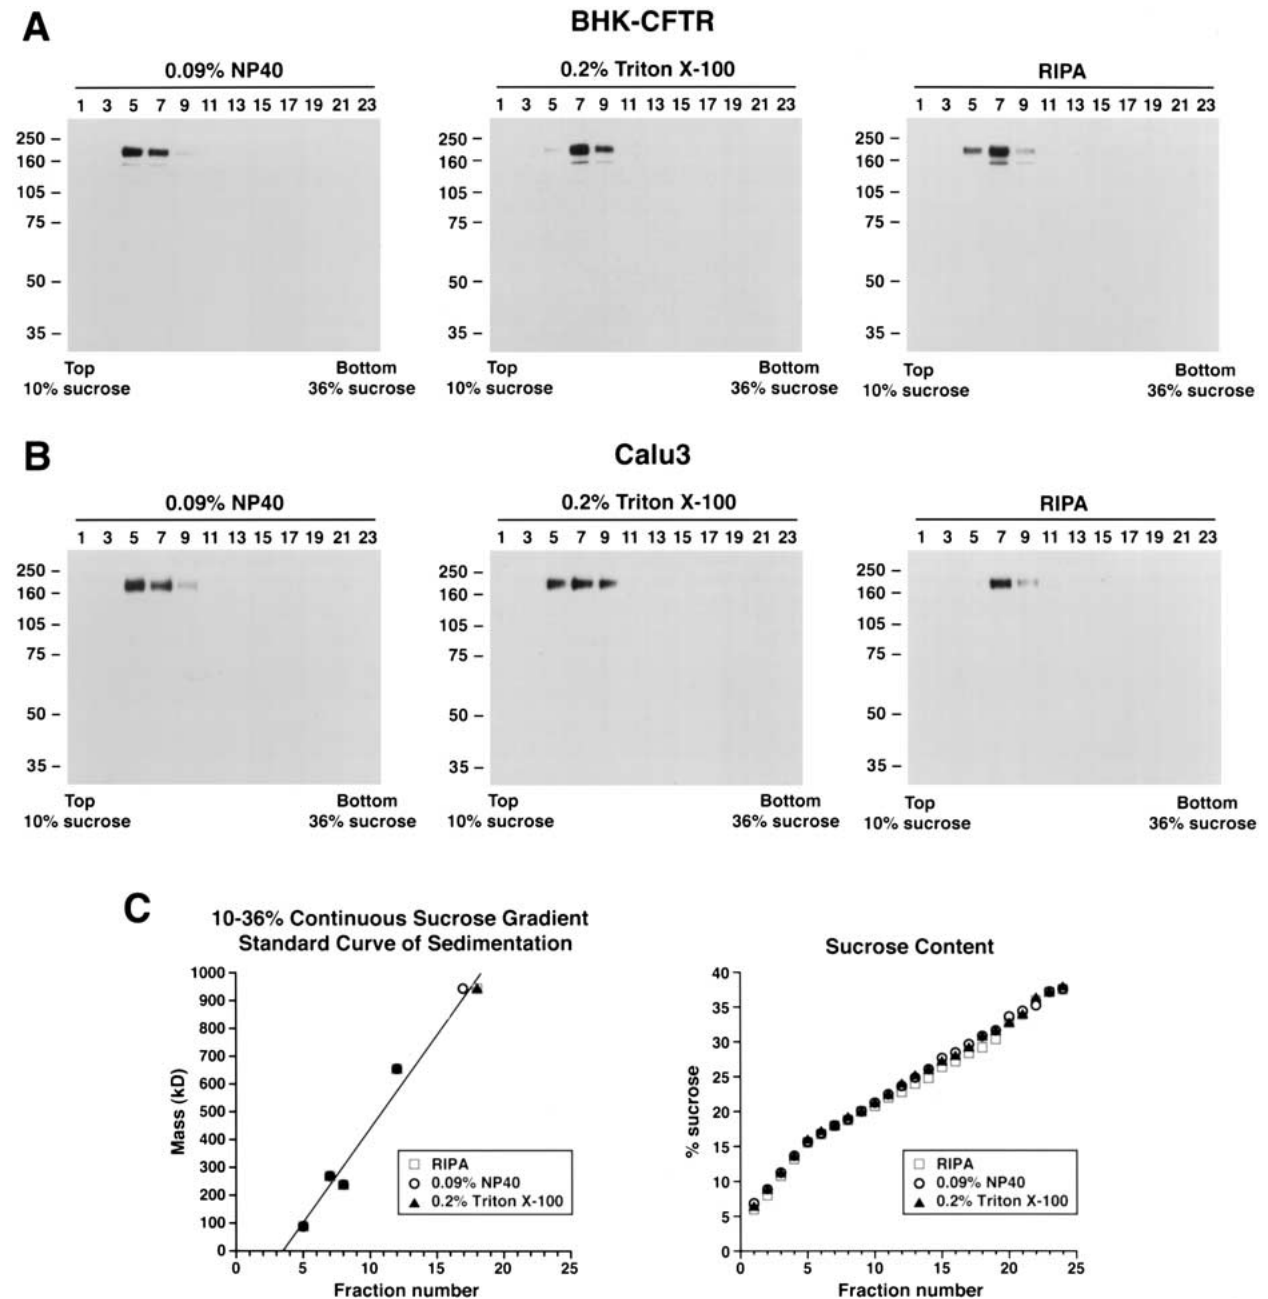 A
BHK-CFTR
0.09% NP40
0.2% Triton X-100
RIPA
1 3 5 7 9 11 13 15 17 19 21 23
1 3 5 7 9 11 13 15 17 19 21 23
1 3 5 7 9 11 13 15 17 19 21 23
250 –
160 –
105 –
75 –
50 –
35 –
250 –
160 –
105 –
75 –
50 –
35 –
250 –
160 –
105 –
75 –
50 –
35 –
Top
10% sucrose
Bottom
36% sucrose
Top
10% sucrose
Bottom
36% sucrose
Top
10% sucrose
Bottom
36% sucrose
B
Calu3
0.09% NP40
0.2% Triton X-100
RIPA
1 3 5 7 9 11 13 15 17 19 21 23
1 3 5 7 9 11 13 15 17 19 21 23
1 3 5 7 9 11 13 15 17 19 21 23
250 –
160 –
105 –
75 –
50 –
35 –
250 –
160 –
105 –
75 –
50 –
35 –
250 –
160 –
105 –
75 –
50 –
35 –
Top
10% sucrose
Bottom
36% sucrose
Top
10% sucrose
Bottom
36% sucrose
Top
10% sucrose
Bottom
36% sucrose
C
10-36% Continuous Sucrose Gradient
Standard Curve of Sedimentation
Mass (kD)
1000
900
800
700
600
500
400
300
200
100
0
0 5 10 15 20 25
Fraction number
RIPA
0.09% NP40
0.2% Triton X-100
Sucrose Content
% sucrose
40
35
30
25
20
15
10
5
0
0 5 10 15 20 25
Fraction number
RIPA
0.09% NP40
0.2% Triton X-100